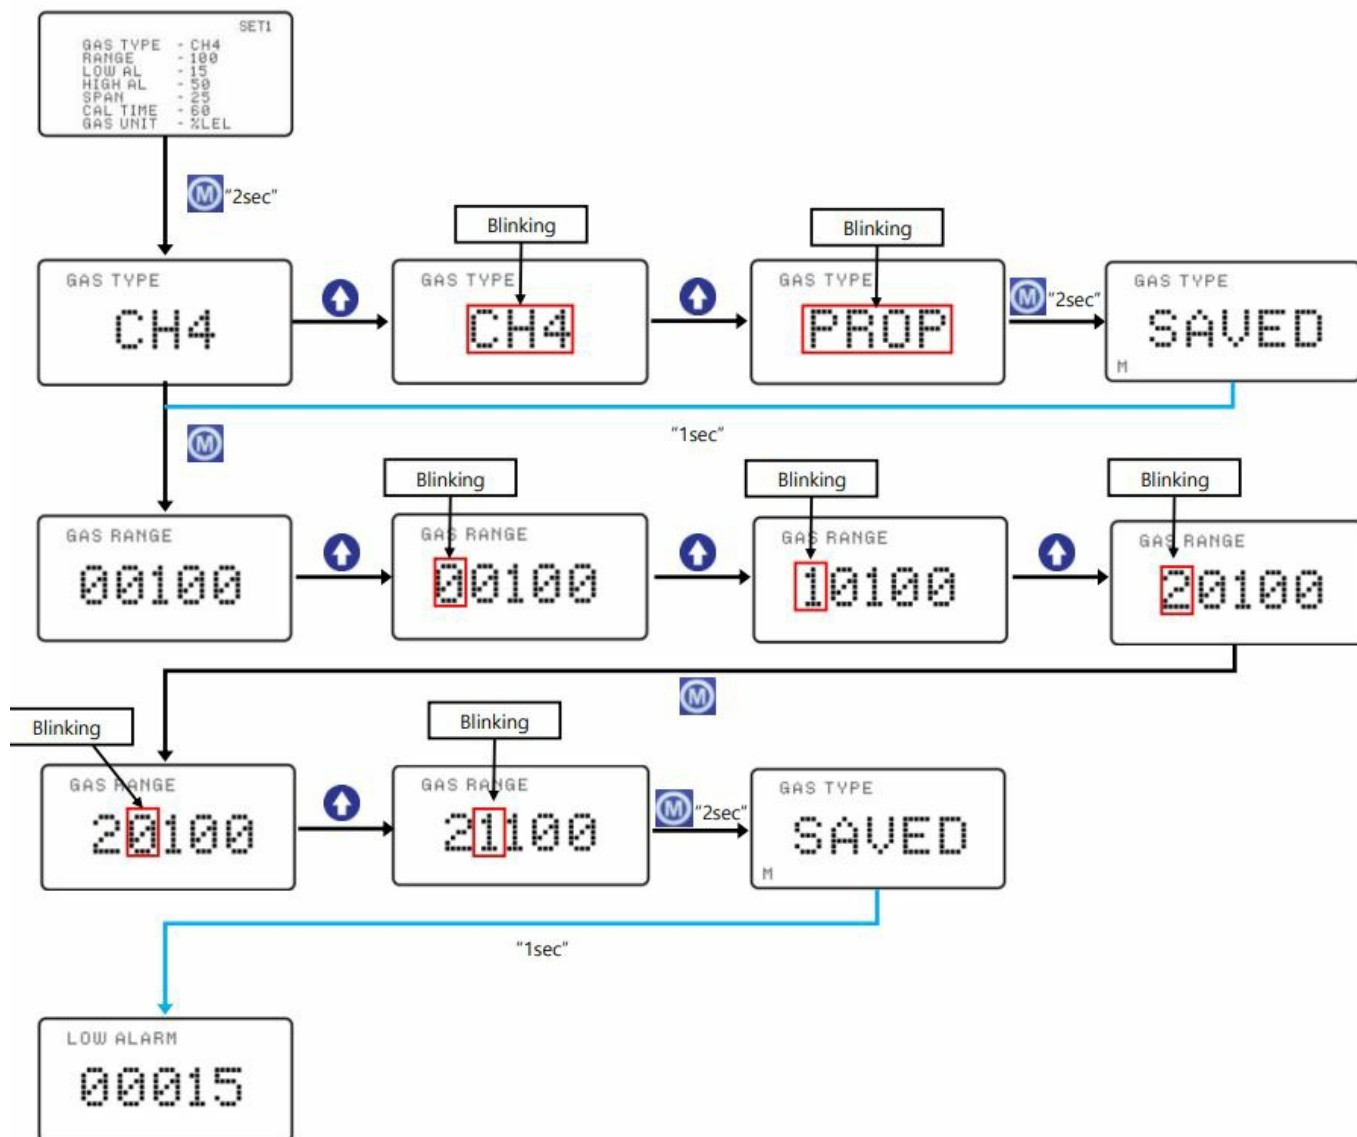 SET1
GAS TYPE - CH4
RANGE - 100
LOW AL - 15
HIGH AL - 50
SPAN - 25
CAL TIME - 60
GAS UNIT - %LEL
M "2sec"
Blinking
Blinking
GAS TYPE
CH4
GAS TYPE
CH4
GAS TYPE
PROP
M "2sec"
GAS TYPE
SAVED
M
"1sec"
M
Blinking
Blinking
Blinking
GAS RANGE
00100
GAS RANGE
00100
GAS RANGE
10100
GAS RANGE
20100
M
Blinking
Blinking
GAS RANGE
20100
GAS RANGE
21100
M "2sec"
GAS TYPE
SAVED
M
"1sec"
LOW ALARM
00015